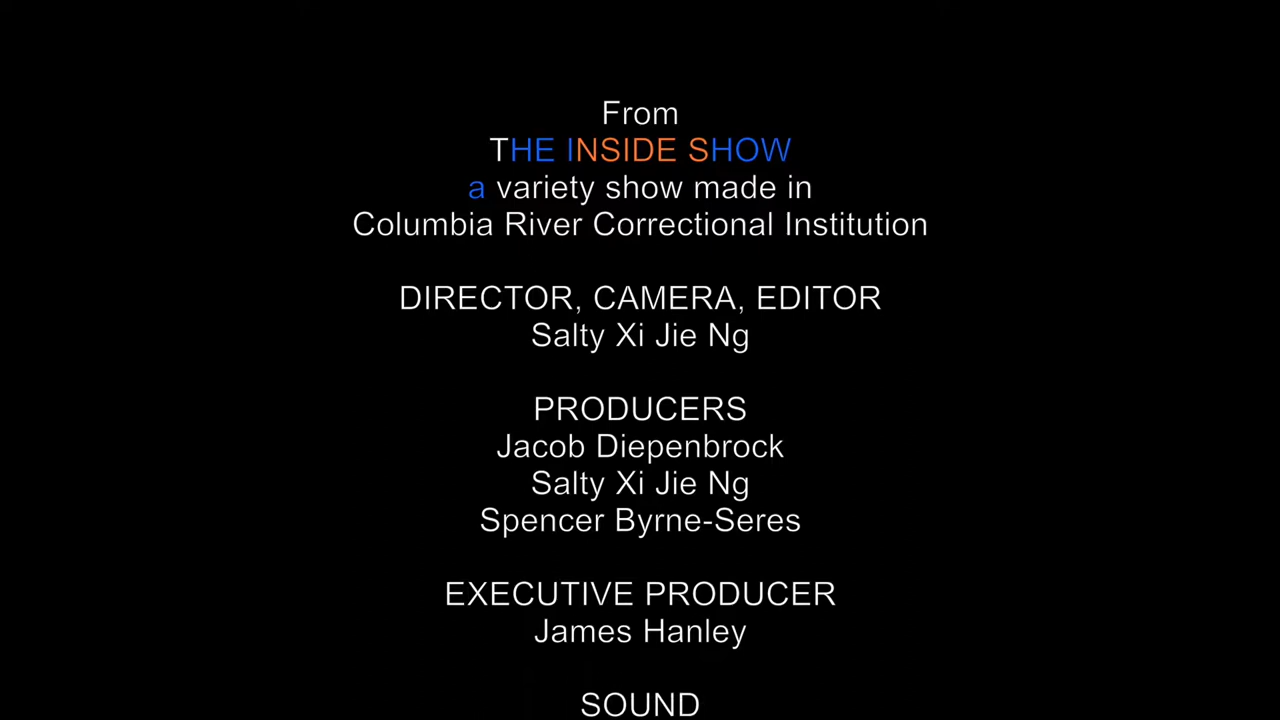 From
THE INSIDE SHOW
a variety show made in
Columbia River Correctional Institution
DIRECTOR, CAMERA, EDITOR
Salty Xi Jie Ng
PRODUCERS
Jacob Diepenbrock
Salty Xi Jie Ng
Spencer Byrne-Seres
EXECUTIVE PRODUCER
James Hanley
SOUND